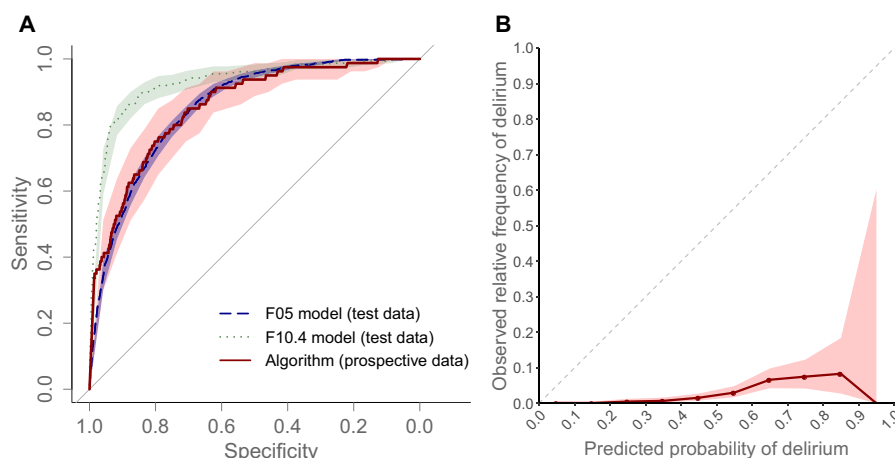 A
Sensitivity
1.0
0.8
0.6
0.4
0.2
0.0
F05 model (test data)
F10.4 model (test data)
Algorithm (prospective data)
1.0 0.8 0.6 0.4 0.2 0.0
Specificity
B
Observed relative frequency of delirium
1.0
0.9
0.8
0.7
0.6
0.5
0.4
0.3
0.2
0.1
0.0
0.0 0.1 0.2 0.3 0.4 0.5 0.6 0.7 0.8 0.9 1.0
Predicted probability of delirium